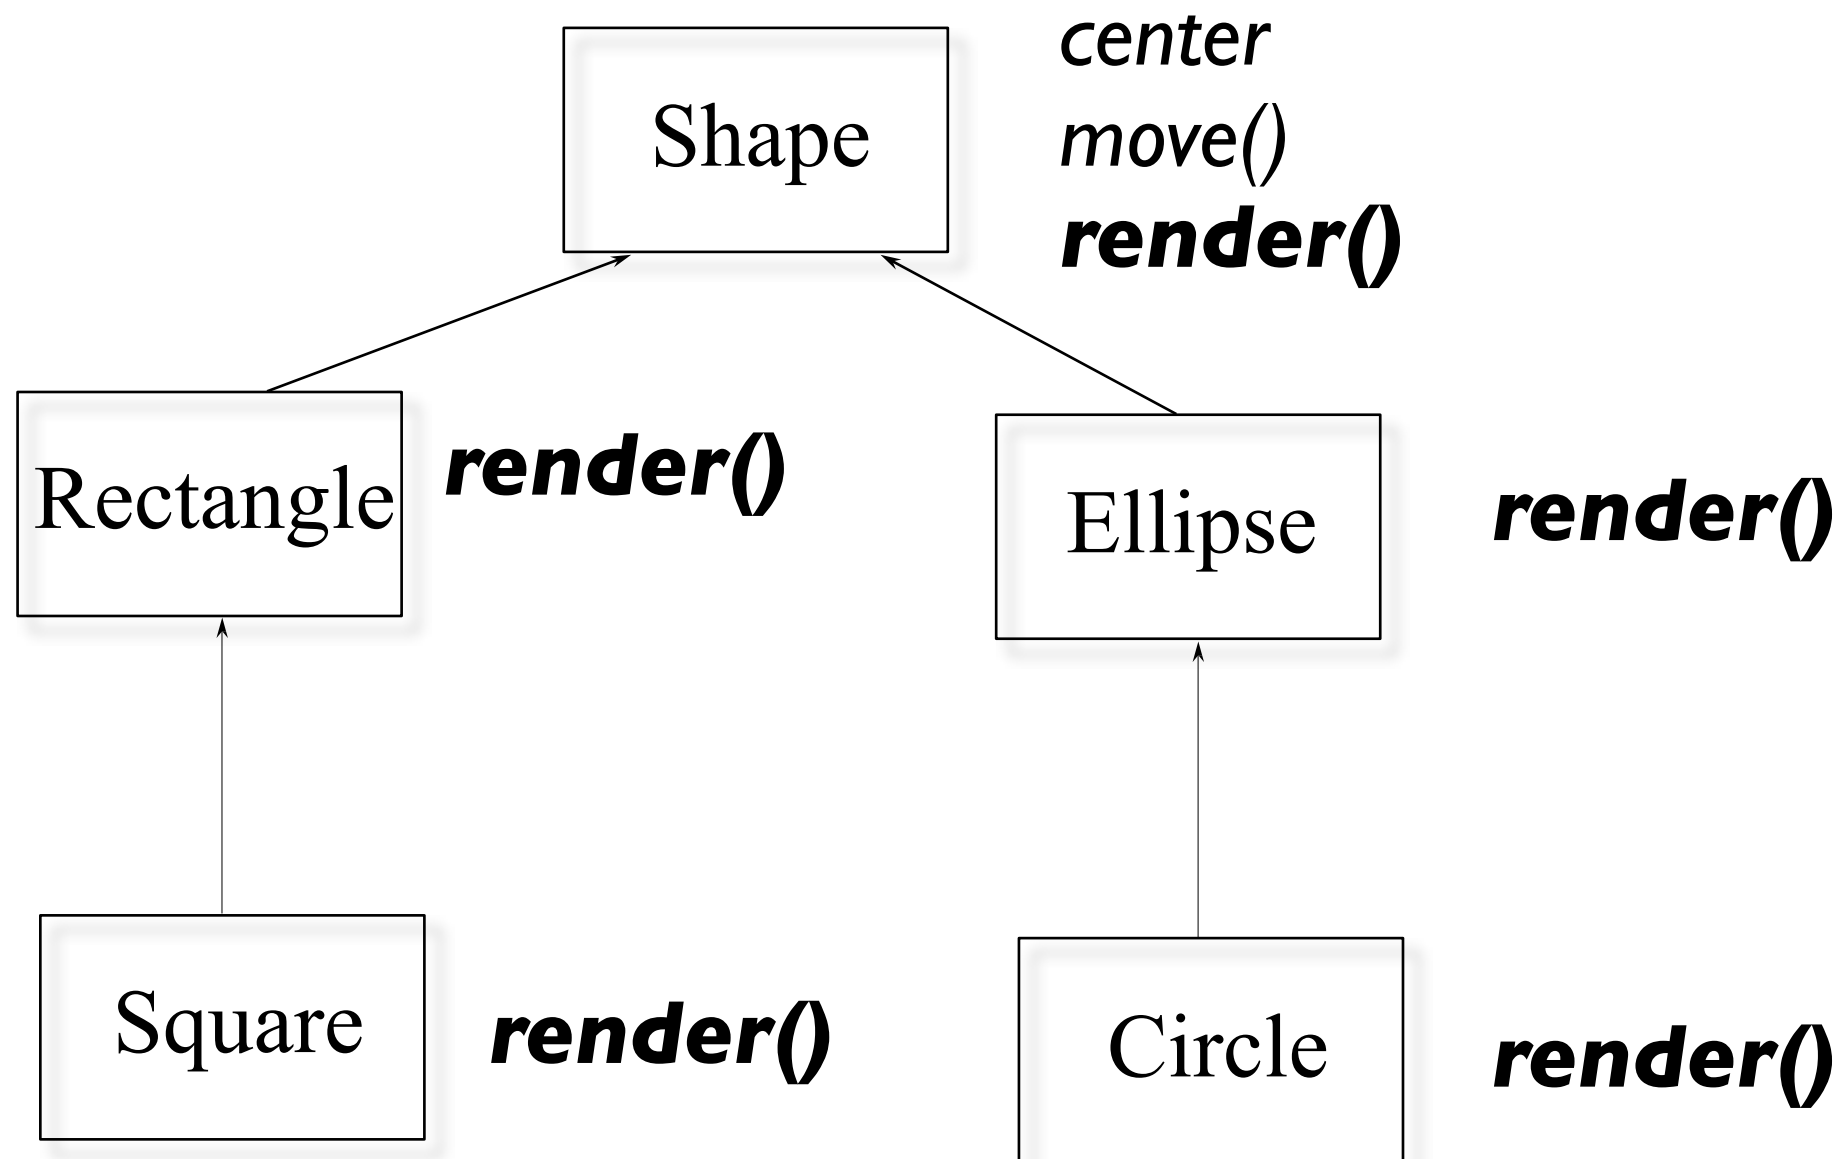 Shape
center
move()
render()
Rectangle
render()
Ellipse
render()
Square
render()
Circle
render()